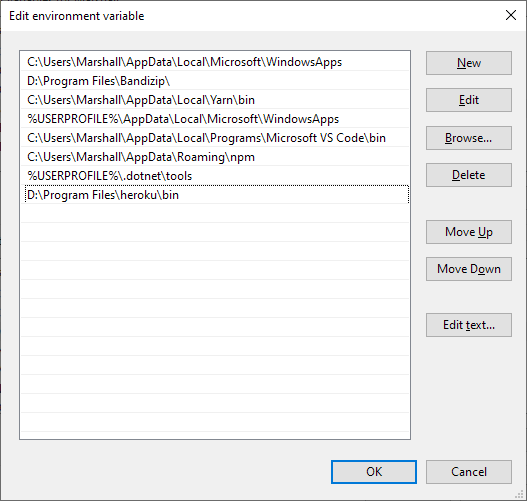 Edit environment variable
C:\Users\Marshall\AppData\Local\Microsoft\WindowsApps
D:\Program Files\Bandizip\
C:\Users\Marshall\AppData\Local\Yarn\bin
%USERPROFILE%\AppData\Local\Microsoft\WindowsApps
C:\Users\Marshall\AppData\Local\Programs\Microsoft VS Code\bin
C:\Users\Marshall\AppData\Roaming\npm
%USERPROFILE%\.dotnet\tools
D:\Program Files\heroku\bin
New
Edit
Browse...
Delete
Move Up
Move Down
Edit text...
OK
Cancel